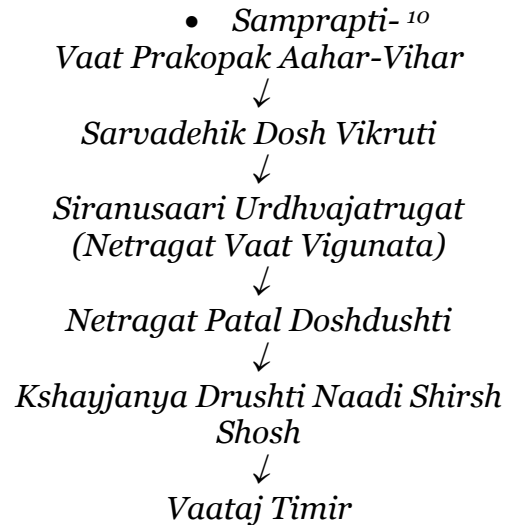 • Samprapti- 10
Vaat Prakopak Aahar-Vihar
↓
Sarvadehik Dosh Vikruti
↓
Siranusaari Urdhvajatrugat
(Netragat Vaat Vigunata)
↓
Netragat Patal Doshdushti
↓
Kshayjanya Drushti Naadi Shirsh
Shosh
↓
Vaataj Timir